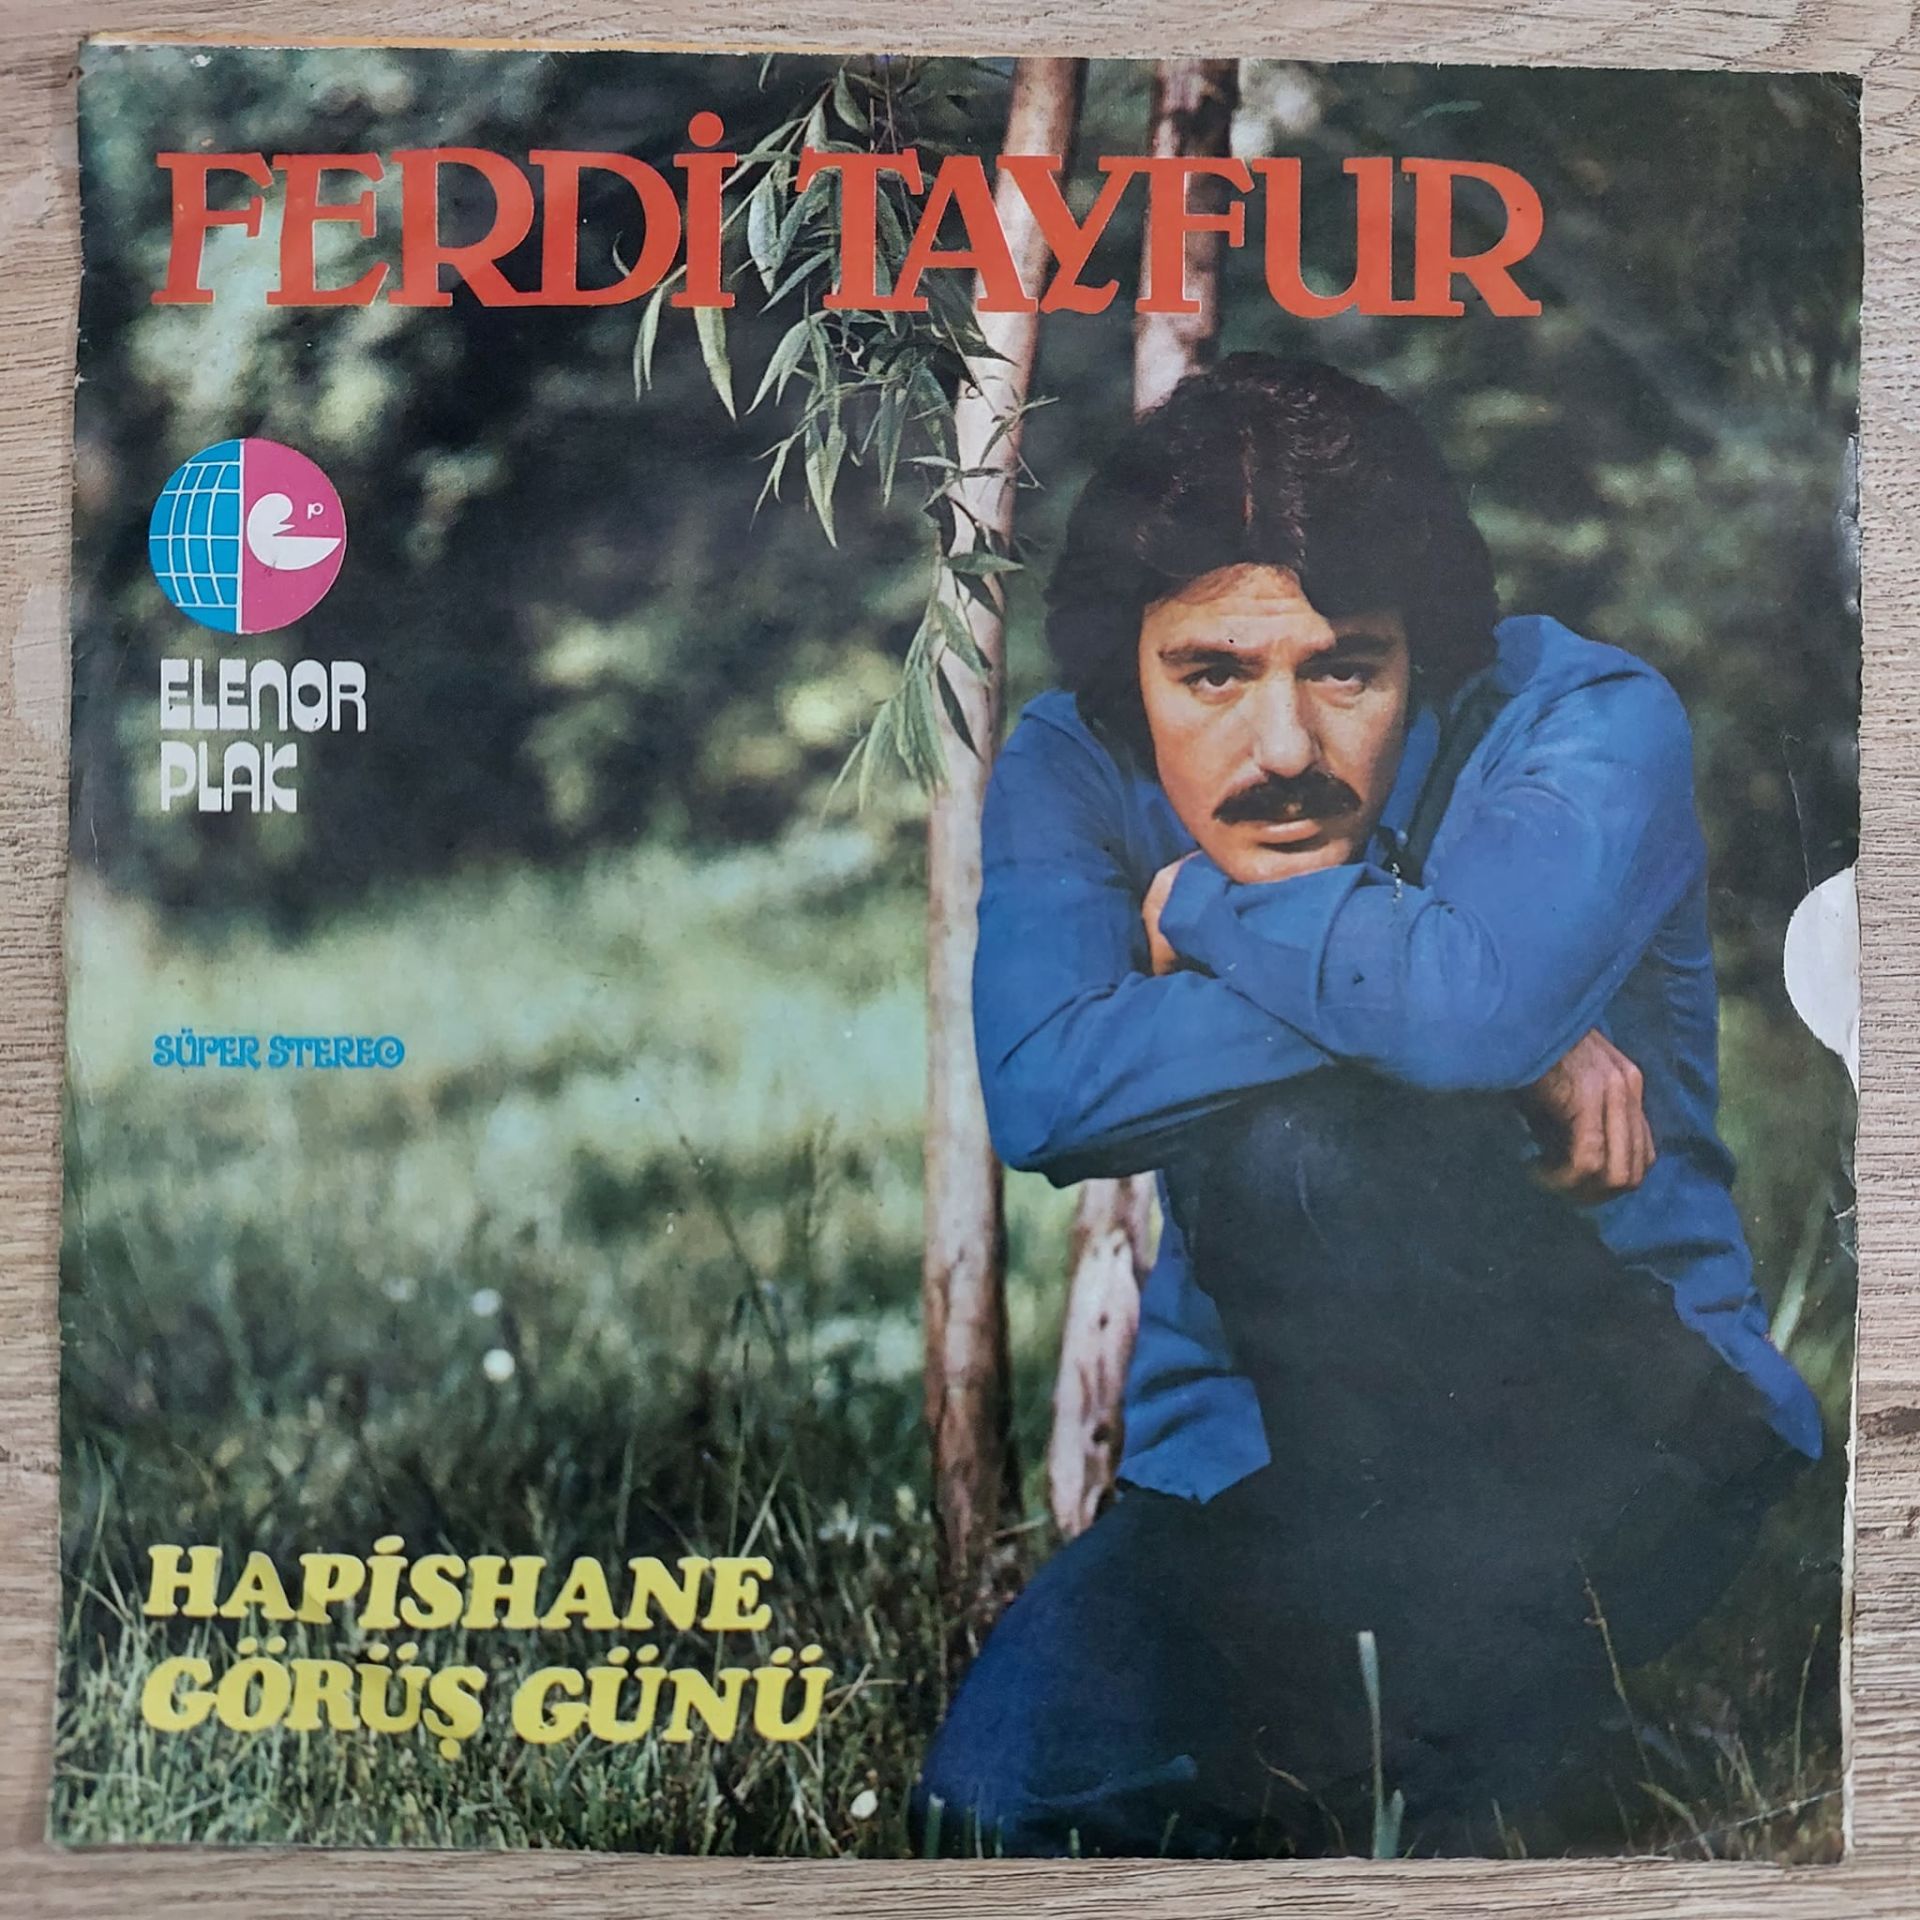 FERDİ TAYFUR
ELENOR
PLAK
SÜPER STEREO
HAPİSHANE
GÖRÜŞ GÜNÜ